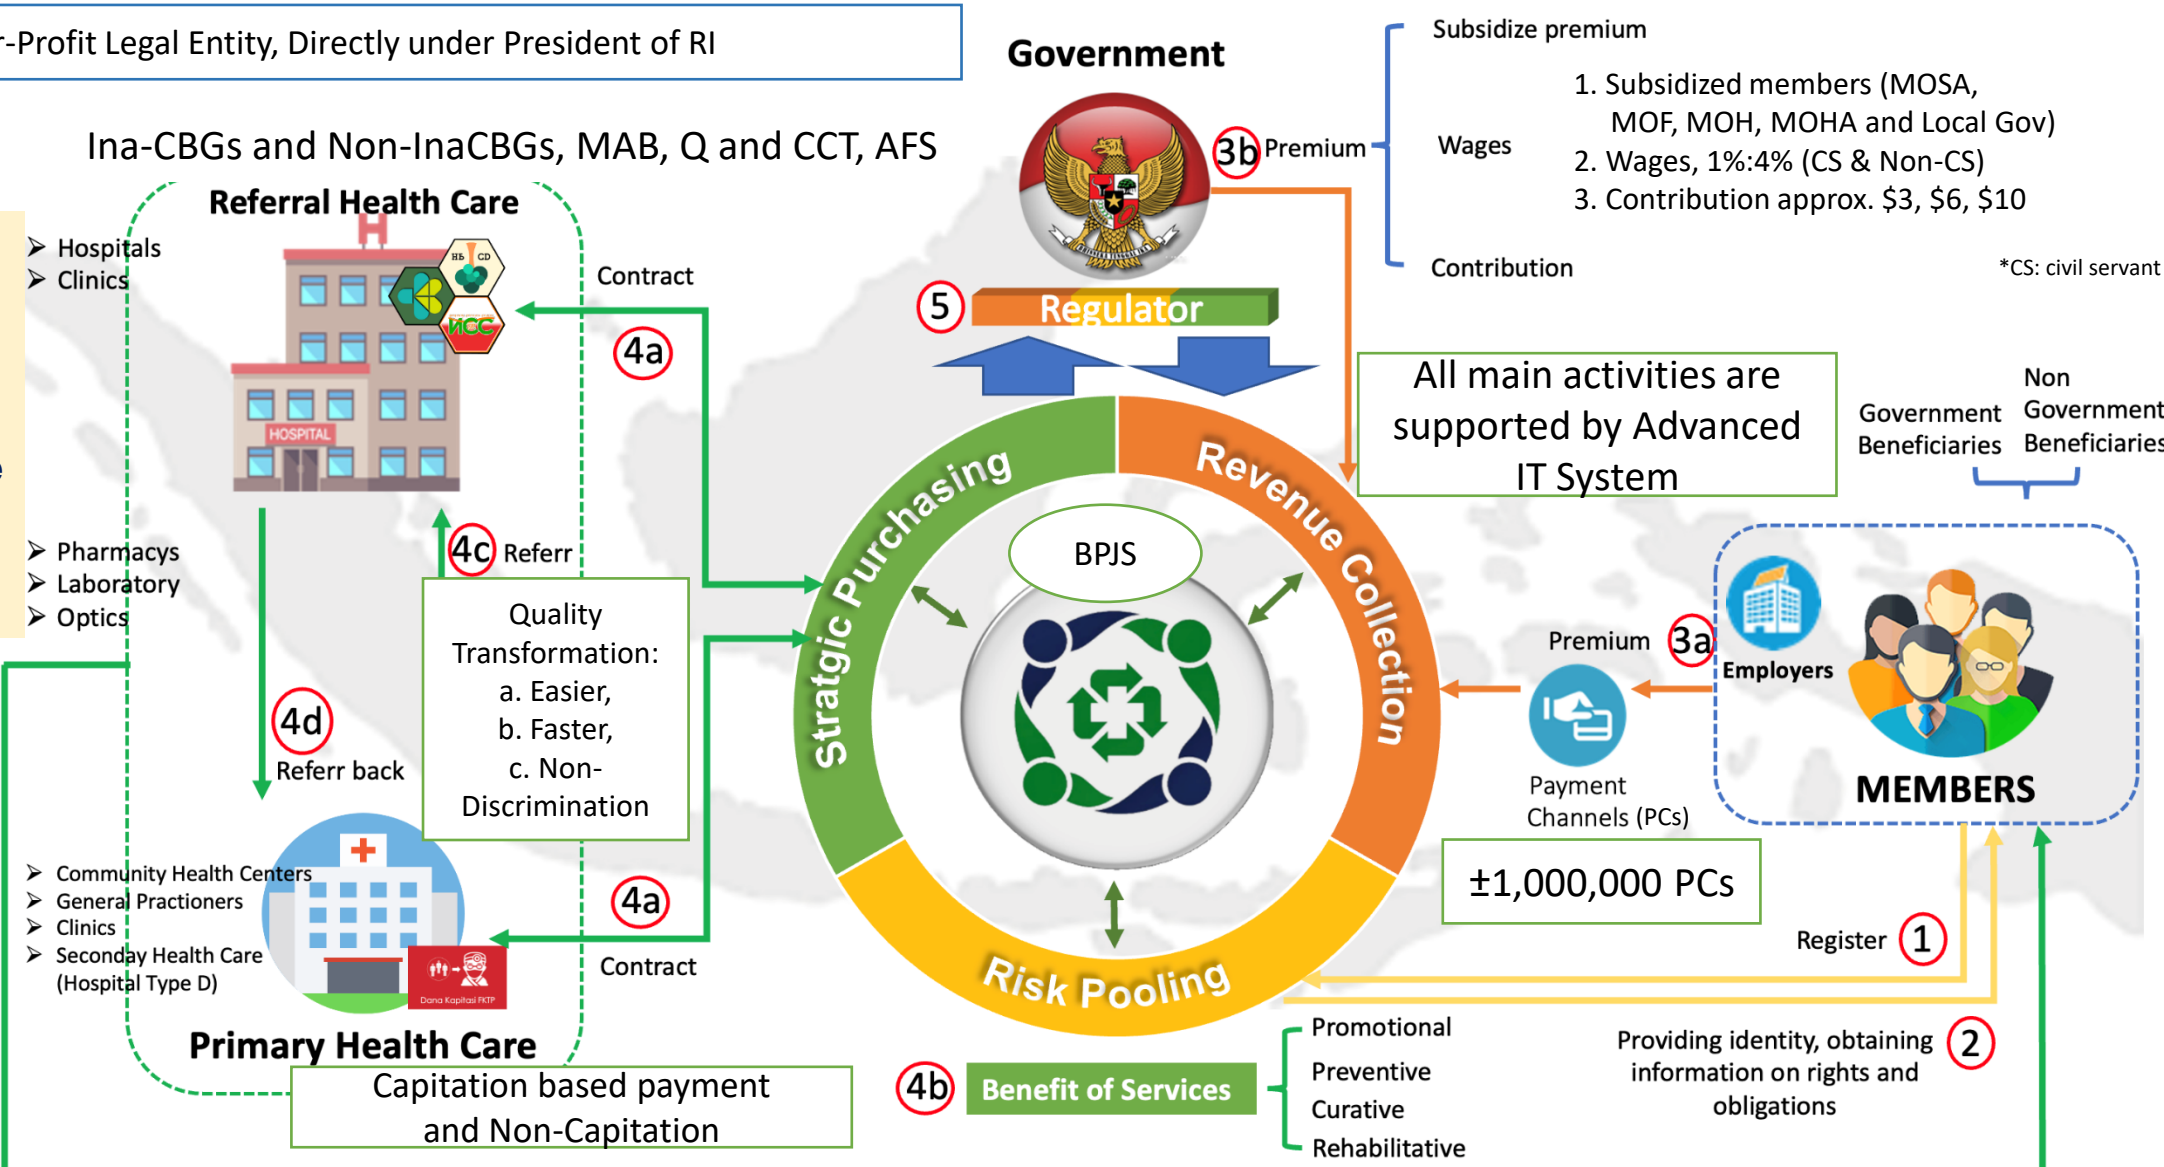 r-Profit Legal Entity, Directly under President of RI
Government
Subsidize premium
1. Subsidized members (MOSA,
MOF, MOH, MOHA and Local Gov)
2. Wages, 1%:4% (CS & Non-CS)
3. Contribution approx. $3, $6, $10
3b
Premium
Wages
Contribution
*CS: civil servant
Ina-CBGs and Non-InaCBGs, MAB, Q and CCT, AFS
Referral Health Care
Hospitals
Clinics
H
HОSPITAL
НБ CD
ИСС
Contract
4a
5
Regulator
All main activities are
supported by Advanced
IT System
Government
Beneficiaries
Non
Government
Beneficiaries
e
Pharmacys
Laboratory
Optics
4c
Referr
Quality
Transformation:
a. Easier,
b. Faster,
c. Non-
Discrimination
4d
Referr back
Stratgic Purchasing
Revenue Collection
Risk Pooling
BPJS
Premium
3a
Employers
MEMBERS
Payment
Channels (PCs)
±1,000,000 PCs
Community Health Centers
General Practioners
Clinics
Seconday Health Care
(Hospital Type D)
Dana Kapitasi FKTP
4a
Contract
Primary Health Care
Capitation based payment
and Non-Capitation
Register
1
4b
Benefit of Services
Promotional
Preventive
Curative
Rehabilitative
Providing identity, obtaining
information on rights and
obligations
2